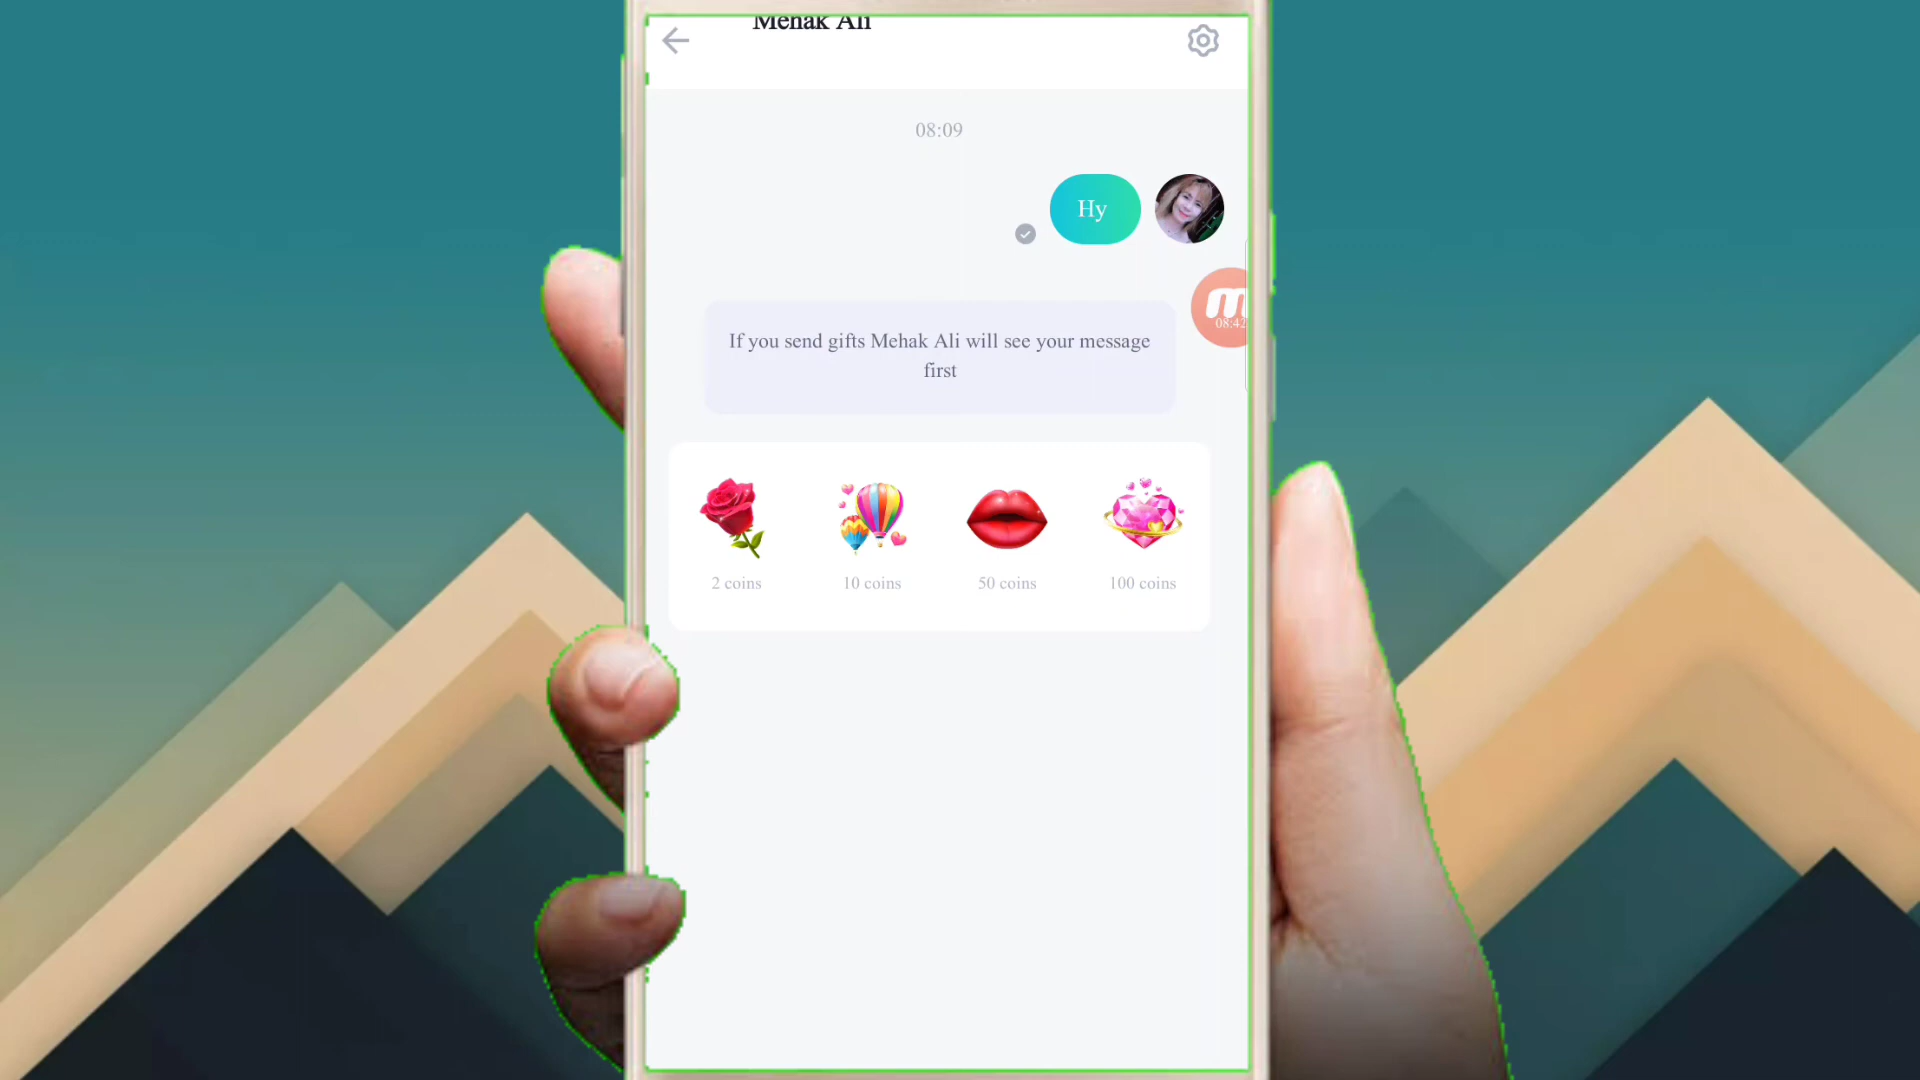 Mehak Ali
08:09
Hy
m
08:42
If you send gifts Mehak Ali will see your message
first
2 coins
10 coins
50 coins
100 coins